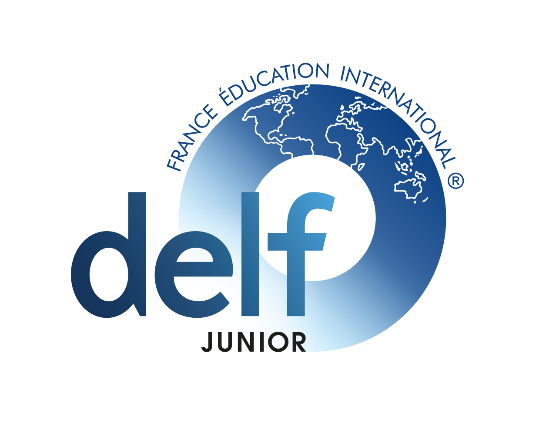 FRANCE ÉDUCATION INTERNATIONAL ®
delf
JUNIOR